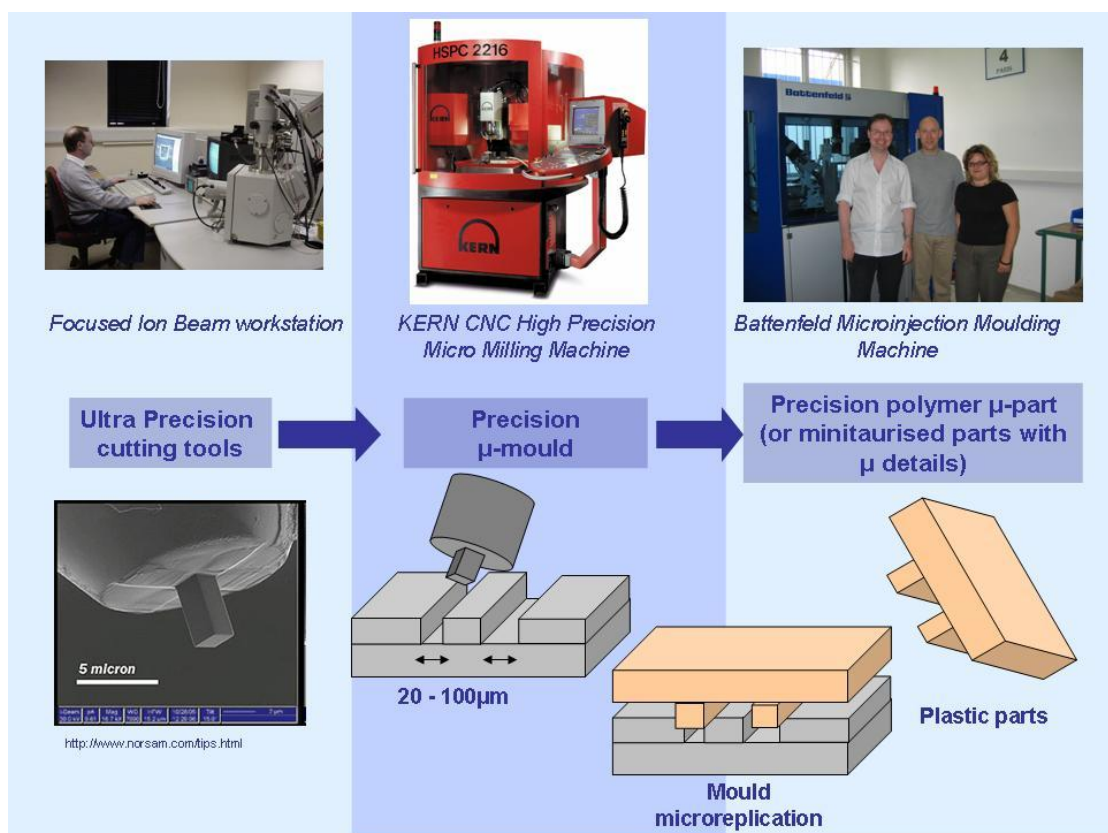 HSPC 2216
KERN
4
Battenfeld
Focused Ion Beam workstation
KERN CNC High Precision
Micro Milling Machine
Battenfeld Microinjection Moulding
Machine
Ultra Precision
cutting tools
Precision
µ-mould
Precision polymer µ-part
(or minitaurised parts with
µ details)
5 micron
20 - 100µm
http://www.norsam.com/tips.html
Plastic parts
Mould
microreplication